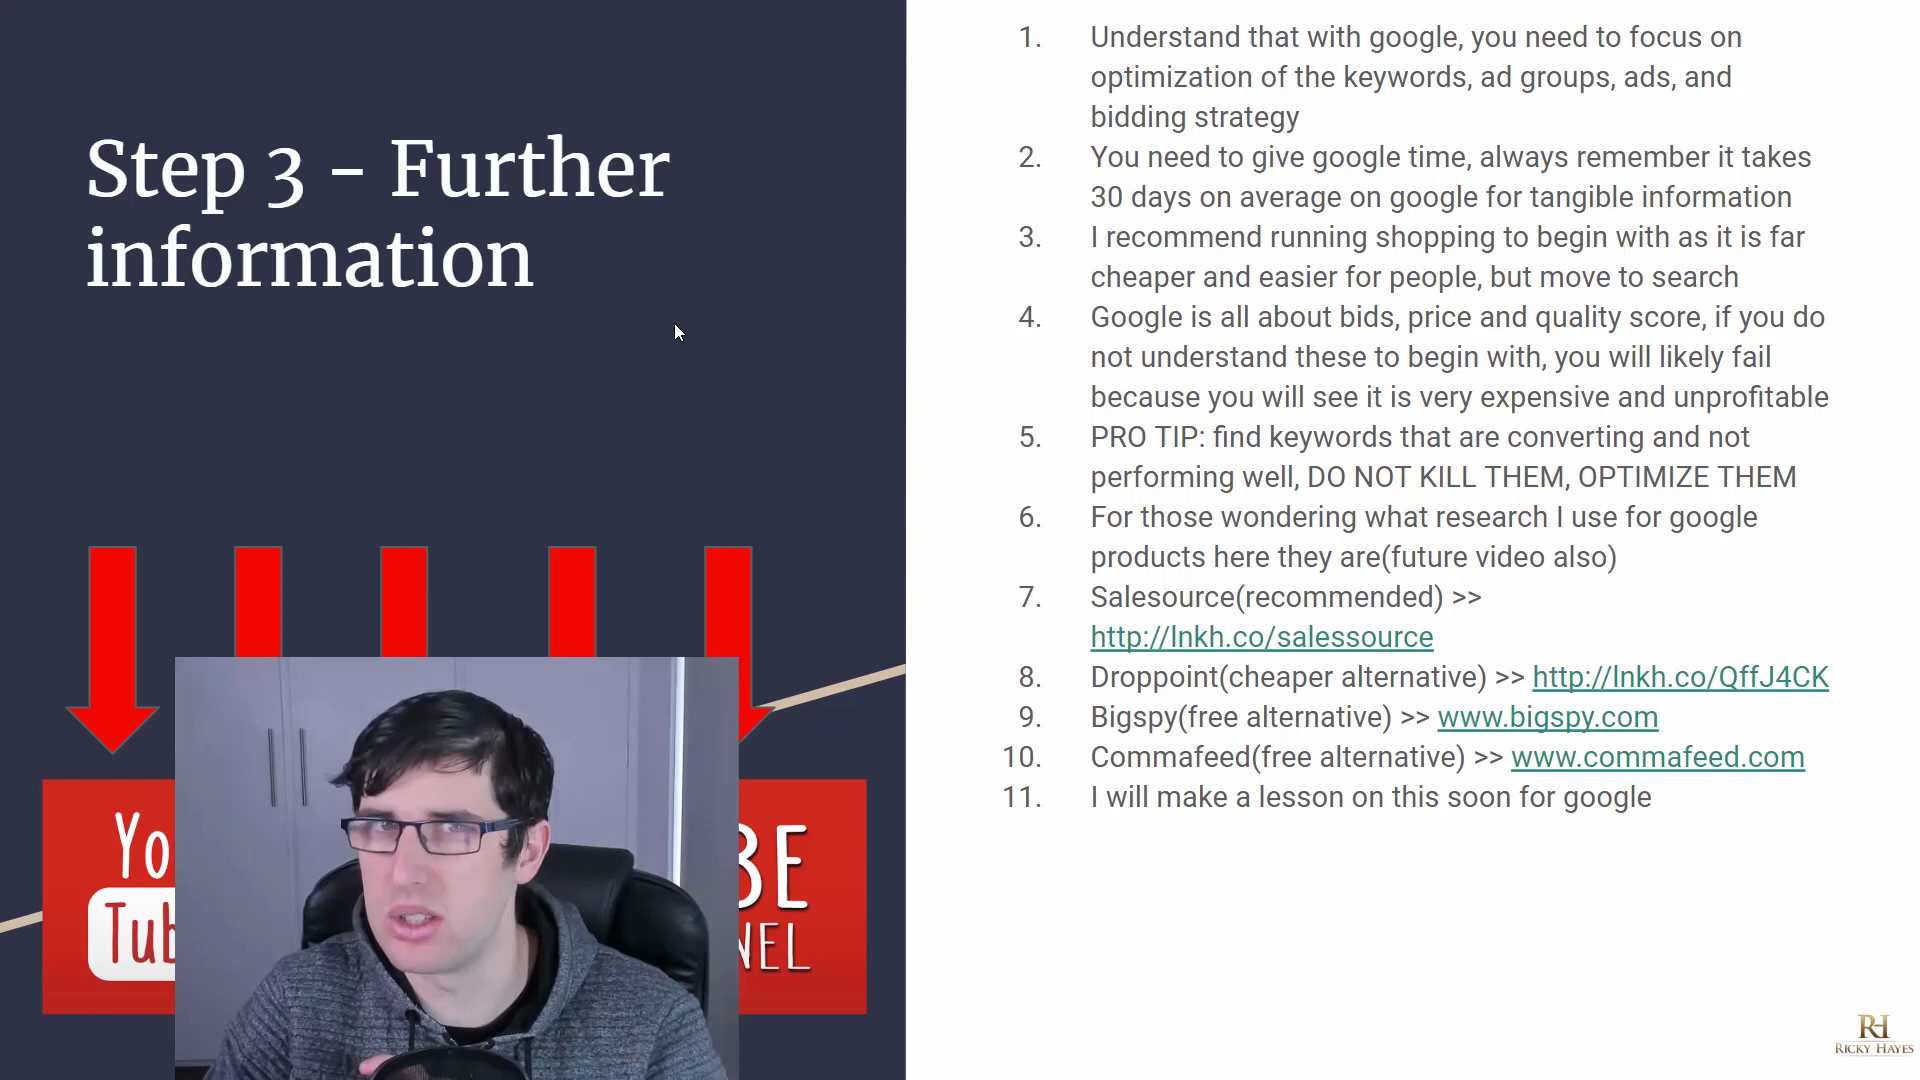 Step 3 - Further
information
1. Understand that with google, you need to focus on
optimization of the keywords, ad groups, ads, and
bidding strategy
2. You need to give google time, always remember it takes
30 days on average on google for tangible information
3. I recommend running shopping to begin with as it is far
cheaper and easier for people, but move to search
4. Google is all about bids, price and quality score, if you do
not understand these to begin with, you will likely fail
because you will see it is very expensive and unprofitable
5. PRO TIP: find keywords that are converting and not
performing well, DO NOT KILL THEM, OPTIMIZE THEM
6. For those wondering what research I use for google
products here they are(future video also)
7. Salesource(recommended) >>
http://lnkh.co/salessource
8. Droppoint(cheaper alternative) >> http://lnkh.co/QffJ4CK
9. Bigspy(free alternative) >> www.bigspy.com
10. Commafeed(free alternative) >> www.commafeed.com
11. I will make a lesson on this soon for google
RH
RICKY HAYES